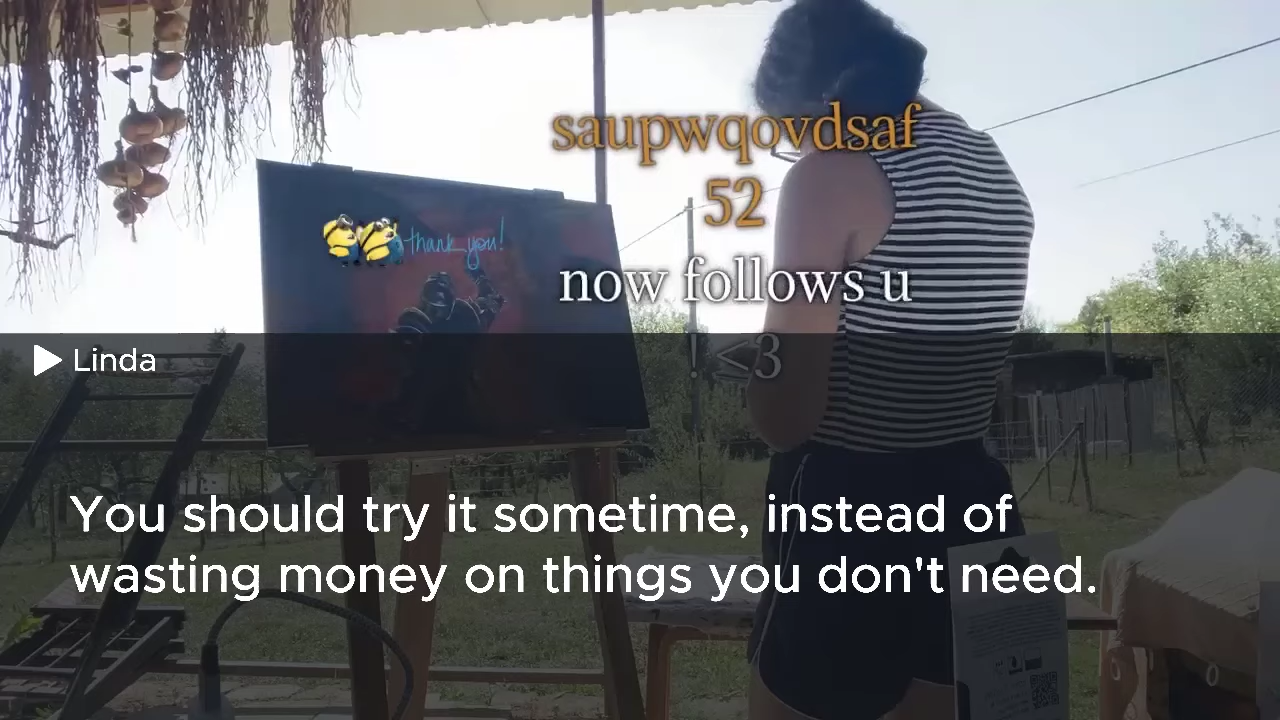 saupwqovdsaf
52
now follows u
! <3
thank you!
Linda
You should try it sometime, instead of
wasting money on things you don't need.